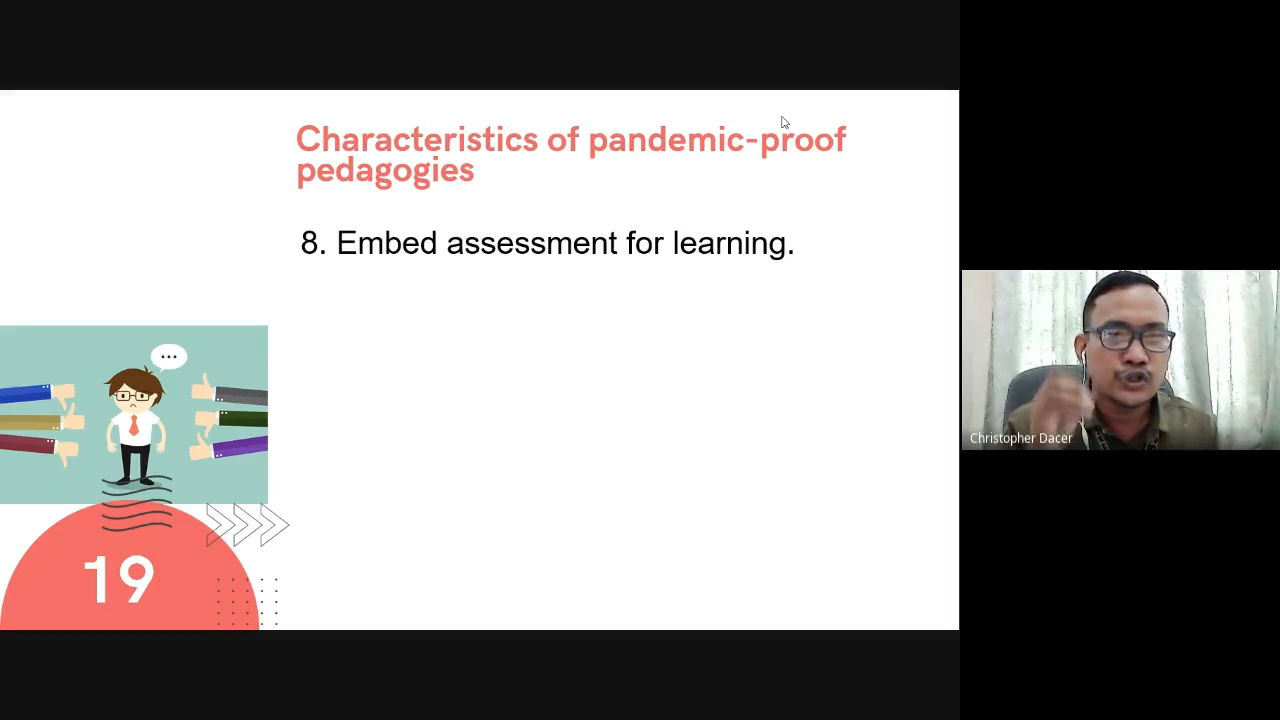 Characteristics of pandemic-proof
pedagogies
8. Embed assessment for learning.
19
Christopher Dacer